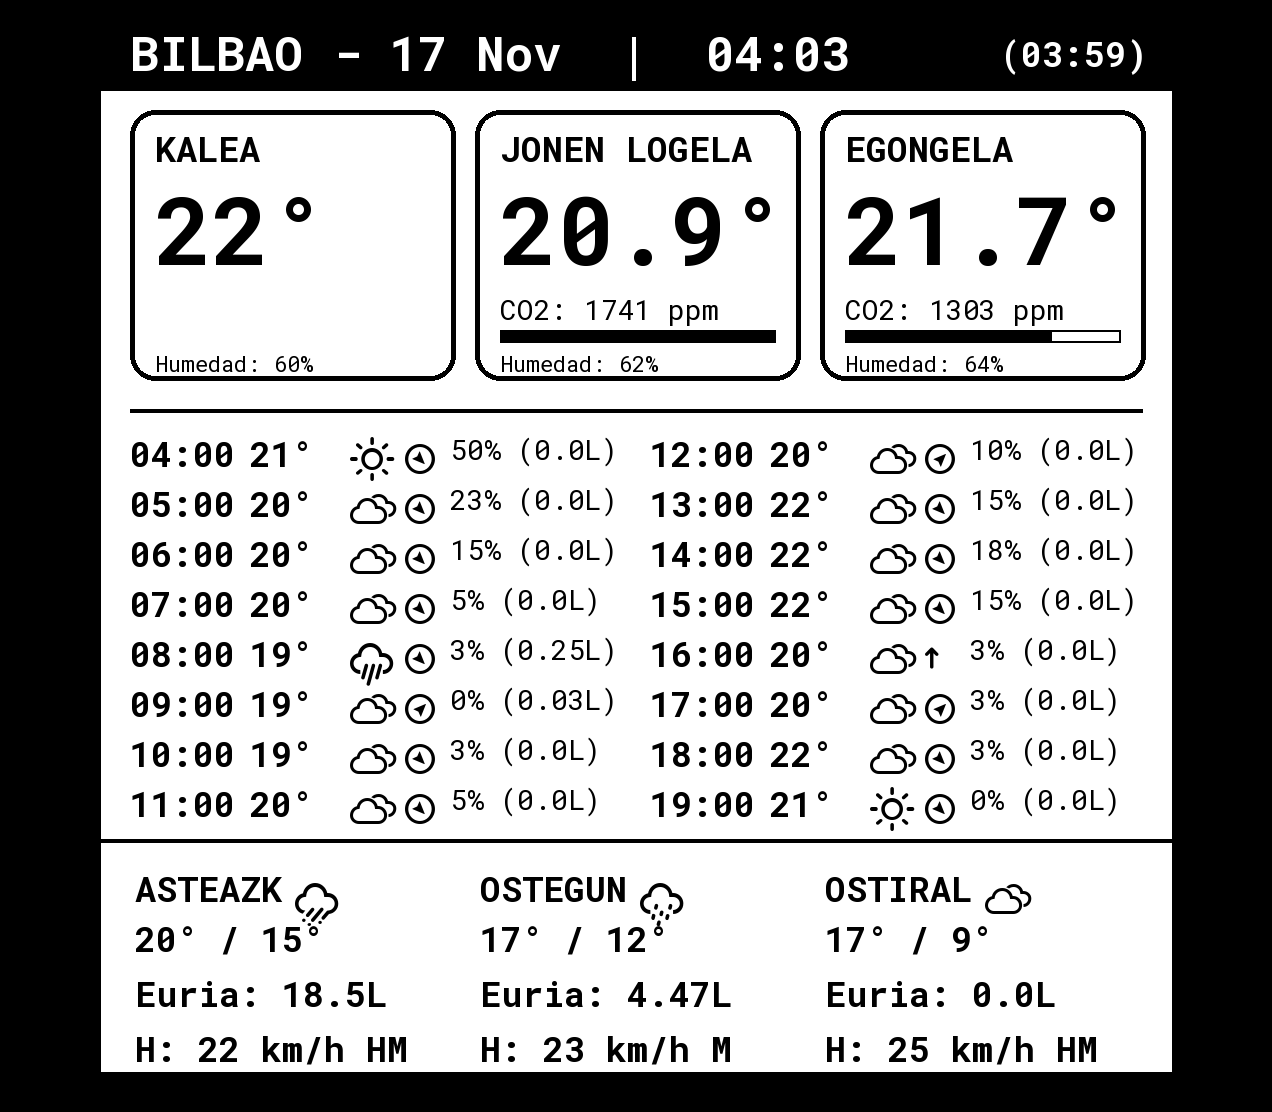 BILBAO - 17 Nov | 04:03 (03:59)
KALEA
22°
Humedad: 60%
JONEN LOGELA
20.9°
CO2: 1741 ppm
Humedad: 62%
EGONGELA
21.7°
CO2: 1303 ppm
Humedad: 64%
04:00 21° 50% (0.0L)
05:00 20° 23% (0.0L)
06:00 20° 15% (0.0L)
07:00 20° 5% (0.0L)
08:00 19° 3% (0.25L)
09:00 19° 0% (0.03L)
10:00 19° 3% (0.0L)
11:00 20° 5% (0.0L)
12:00 20° 10% (0.0L)
13:00 22° 15% (0.0L)
14:00 22° 18% (0.0L)
15:00 22° 15% (0.0L)
16:00 20° 3% (0.0L)
17:00 20° 3% (0.0L)
18:00 22° 3% (0.0L)
19:00 21° 0% (0.0L)
ASTEAZK
20° / 15°
Euria: 18.5L
H: 22 km/h HM
OSTEGUN
17° / 12°
Euria: 4.47L
H: 23 km/h M
OSTIRAL
17° / 9°
Euria: 0.0L
H: 25 km/h HM